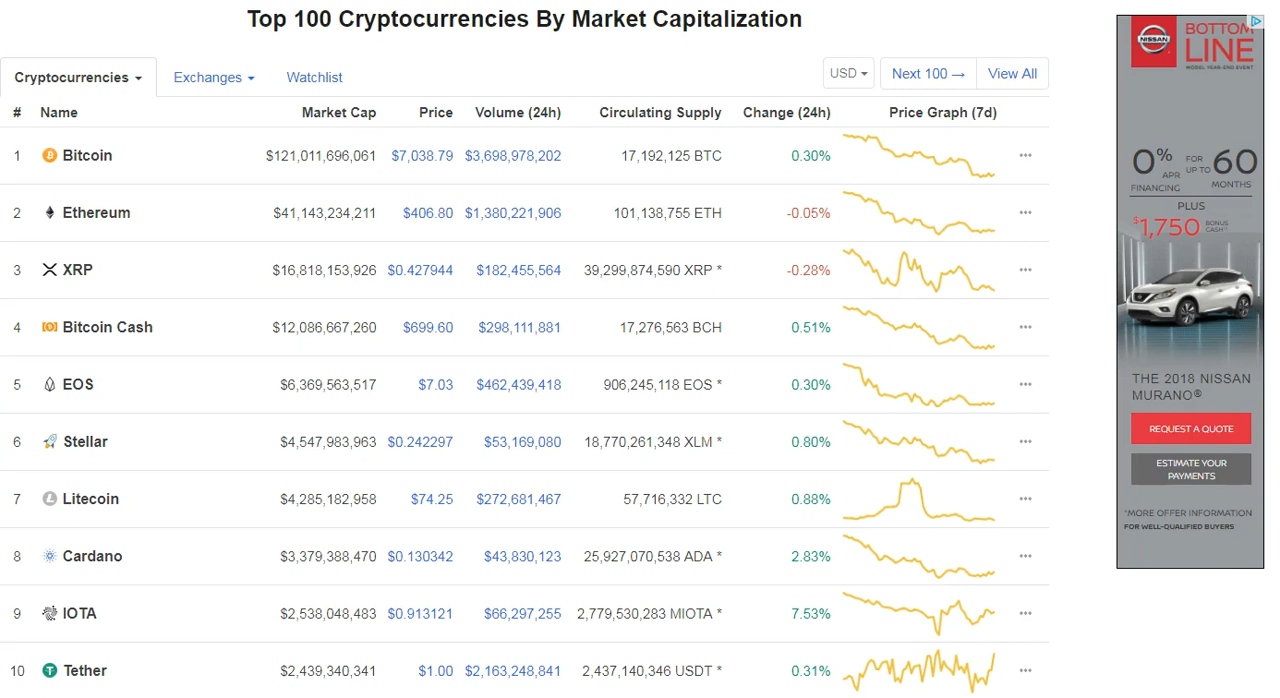 Top 100 Cryptocurrencies By Market Capitalization
Cryptocurrencies Exchanges Watchlist USD Next 100 → View All
# Name Market Cap Price Volume (24h) Circulating Supply Change (24h) Price Graph (7d)
1 Bitcoin $121,011,696,061 $7,038.79 $3,698,978,202 17,192,125 BTC 0.30%
2 Ethereum $41,143,234,211 $406.80 $1,380,221,906 101,138,755 ETH -0.05%
3 XRP $16,818,153,926 $0.427944 $182,455,564 39,299,874,590 XRP * -0.28%
4 Bitcoin Cash $12,086,667,260 $699.60 $298,111,881 17,276,563 BCH 0.51%
5 EOS $6,369,563,517 $7.03 $462,439,418 906,245,118 EOS * 0.30%
6 Stellar $4,547,983,963 $0.242297 $53,169,080 18,770,261,348 XLM * 0.80%
7 Litecoin $4,285,182,958 $74.25 $272,681,467 57,716,332 LTC 0.88%
8 Cardano $3,379,388,470 $0.130342 $43,830,123 25,927,070,538 ADA * 2.83%
9 IOTA $2,538,048,483 $0.913121 $66,297,255 2,779,530,283 MIOTA * 7.53%
10 Tether $2,439,340,341 $1.00 $2,163,248,841 2,437,140,346 USDT * 0.31%
NISSAN
BOTTOM
LINE
MODEL YEAR-END EVENT
0% APR
FINANCING
FOR
UP TO
60
MONTHS
PLUS
$1,750 BONUS
CASH
THE 2018 NISSAN
MURANO®
REQUEST A QUOTE
ESTIMATE YOUR
PAYMENTS
*MORE OFFER INFORMATION
FOR WELL-QUALIFIED BUYERS